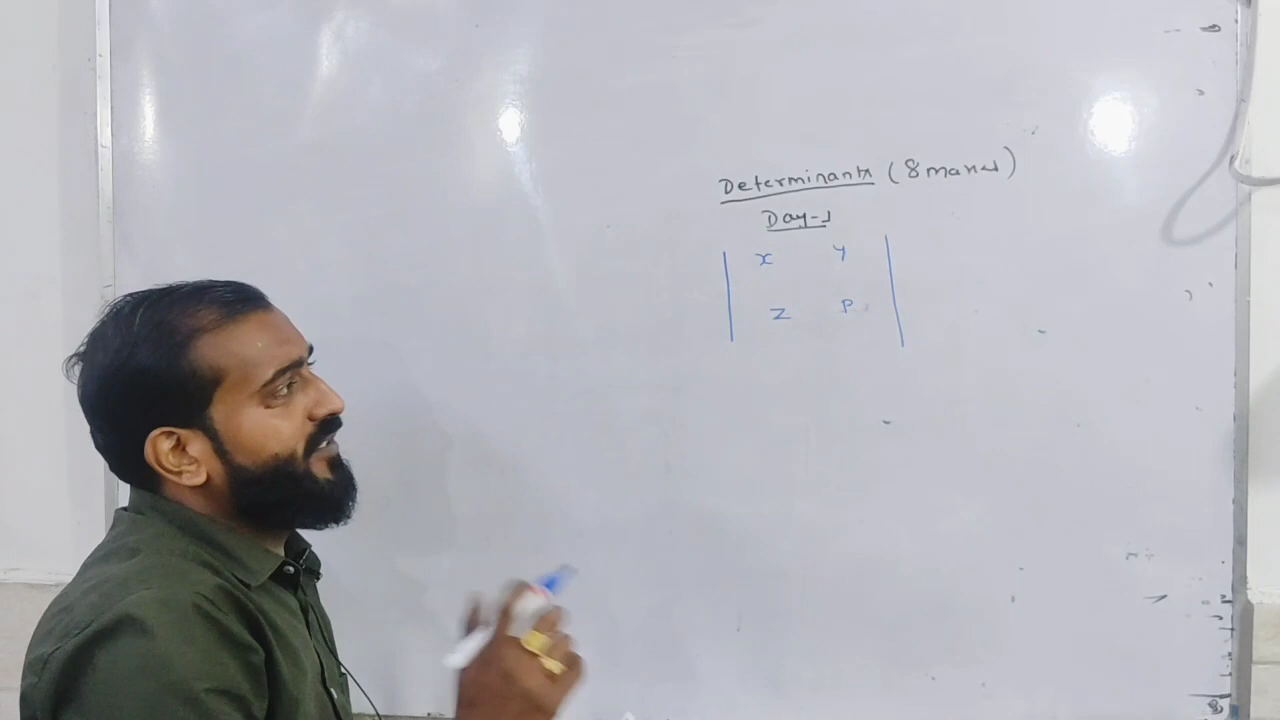 Determinants (8 marks)
Day-1
| x y |
| z P |